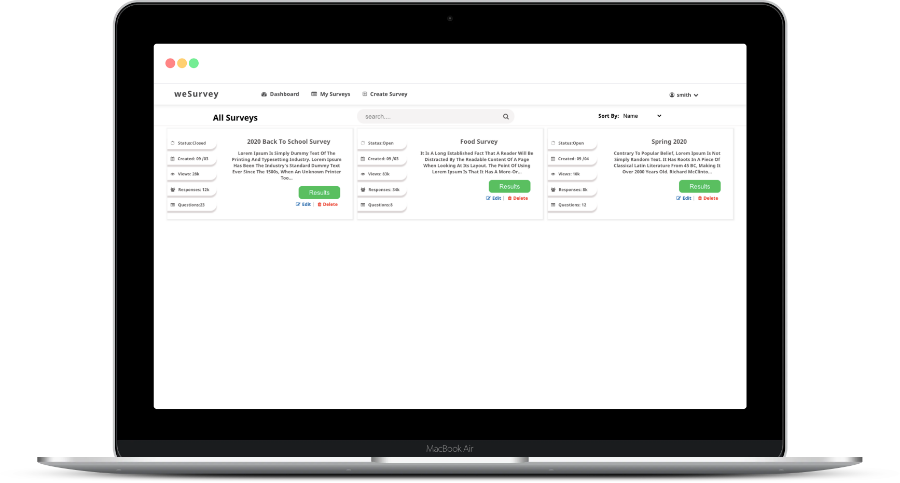 weSurvey
Dashboard
My Surveys
Create Survey
smith
All Surveys
search...
Sort By: Name
Status:Closed
Created: 09 /03
Views: 20k
Responses: 12k
Questions:23
2020 Back To School Survey
Lorem Ipsum Is Simply Dummy Text Of The
Printing And Typesetting Industry. Lorem Ipsum
Has Been The Industry's Standard Dummy Text
Ever Since The 1500s, When An Unknown Printer
Too...
Results
Edit | Delete
Status:Open
Created: 09 /03
Views: 53k
Responses: 34k
Questions:5
Food Survey
It Is A Long Established Fact That A Reader Will Be
Distracted By The Readable Content Of A Page
When Looking At Its Layout. The Point Of Using
Lorem Ipsum Is That It Has A More-Or...
Results
Edit | Delete
Status:Open
Created: 09 /04
Views: 10k
Responses: 8k
Questions: 12
Spring 2020
Contrary To Popular Belief, Lorem Ipsum Is Not
Simply Random Text. It Has Roots In A Piece Of
Classical Latin Literature From 45 BC, Making It
Over 2000 Years Old. Richard McClinto...
Results
Edit | Delete
MacBook Air